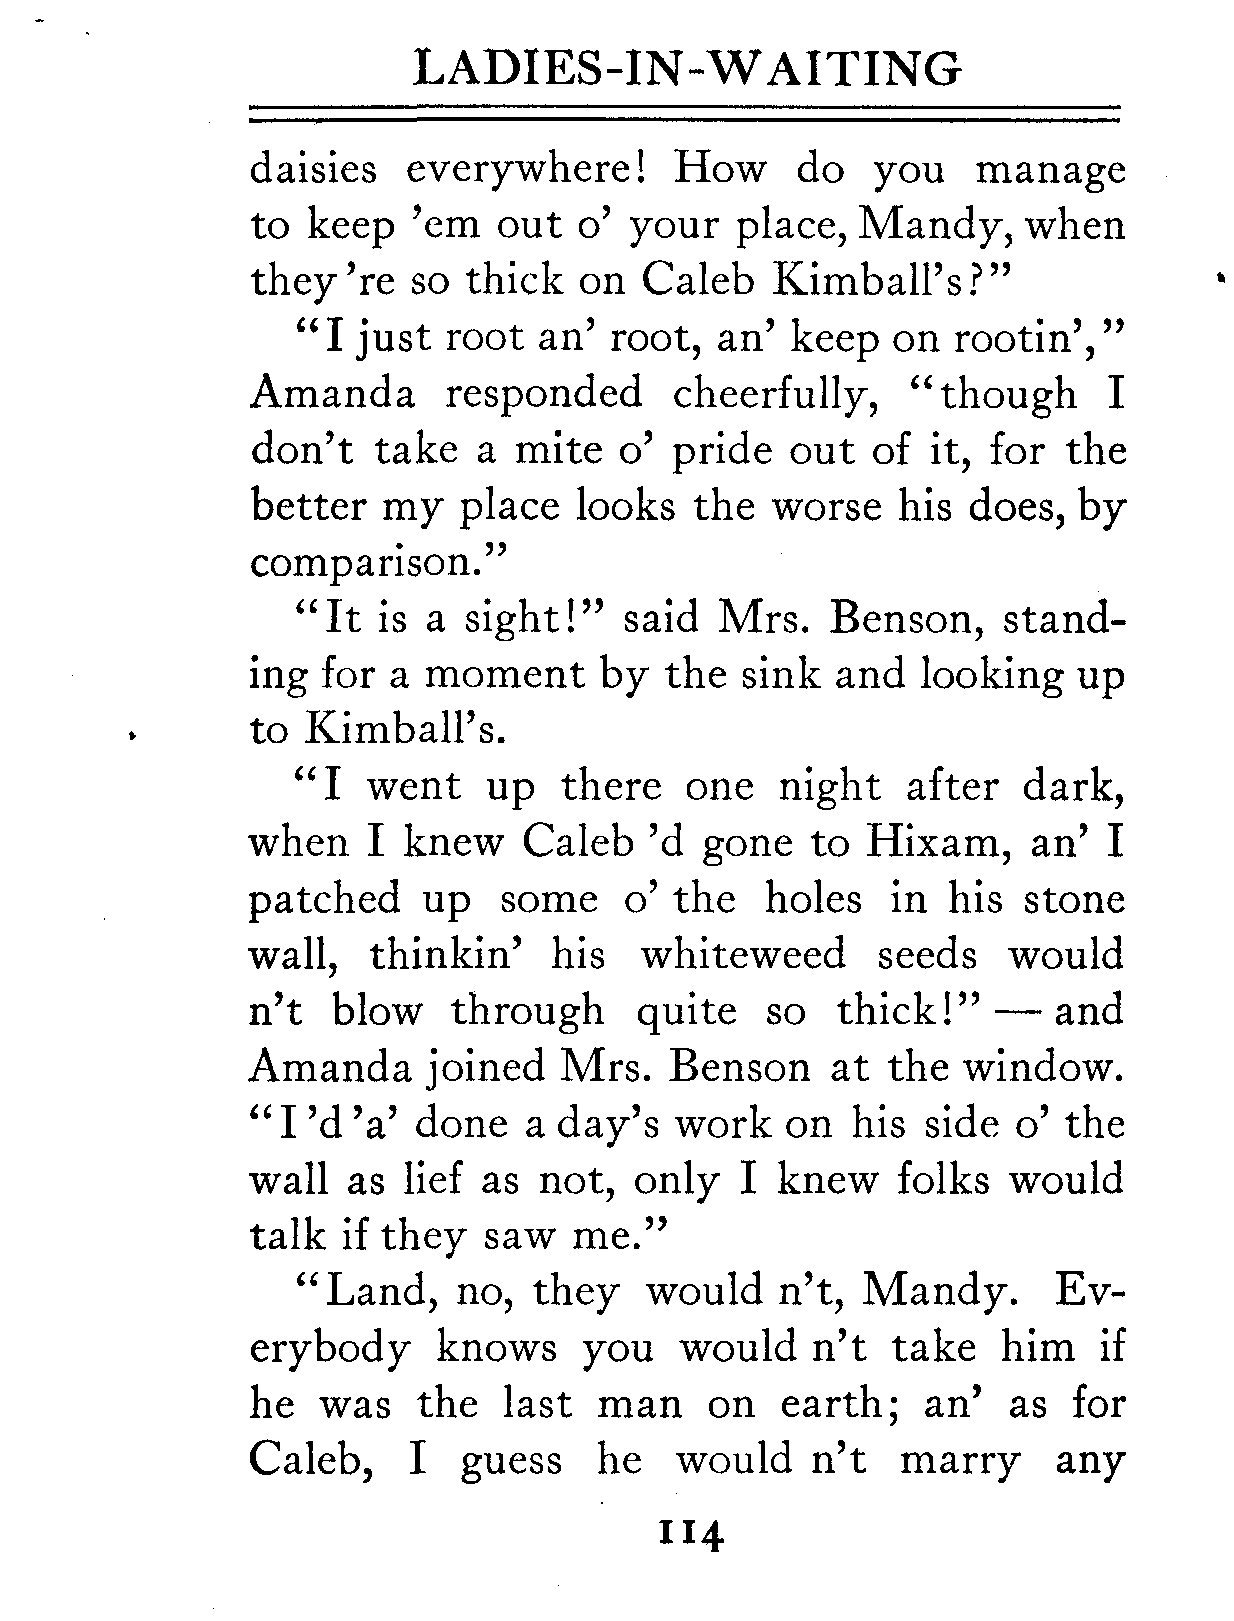 LADIES-IN-WAITING
daisies everywhere! How do you manage
to keep 'em out o' your place, Mandy, when
they 're so thick on Caleb Kimball's?"
"I just root an' root, an' keep on rootin',"
Amanda responded cheerfully, "though I
don't take a mite o' pride out of it, for the
better my place looks the worse his does, by
comparison."
"It is a sight!" said Mrs. Benson, stand-
ing for a moment by the sink and looking up
to Kimball's.
"I went up there one night after dark,
when I knew Caleb 'd gone to Hixam, an' I
patched up some o' the holes in his stone
wall, thinkin' his whiteweed seeds would
n't blow through quite so thick!" — and
Amanda joined Mrs. Benson at the window.
"I 'd 'a' done a day's work on his side o' the
wall as lief as not, only I knew folks would
talk if they saw me."
"Land, no, they would n't, Mandy. Ev-
erybody knows you would n't take him if
he was the last man on earth; an' as for
Caleb, I guess he would n't marry any
114